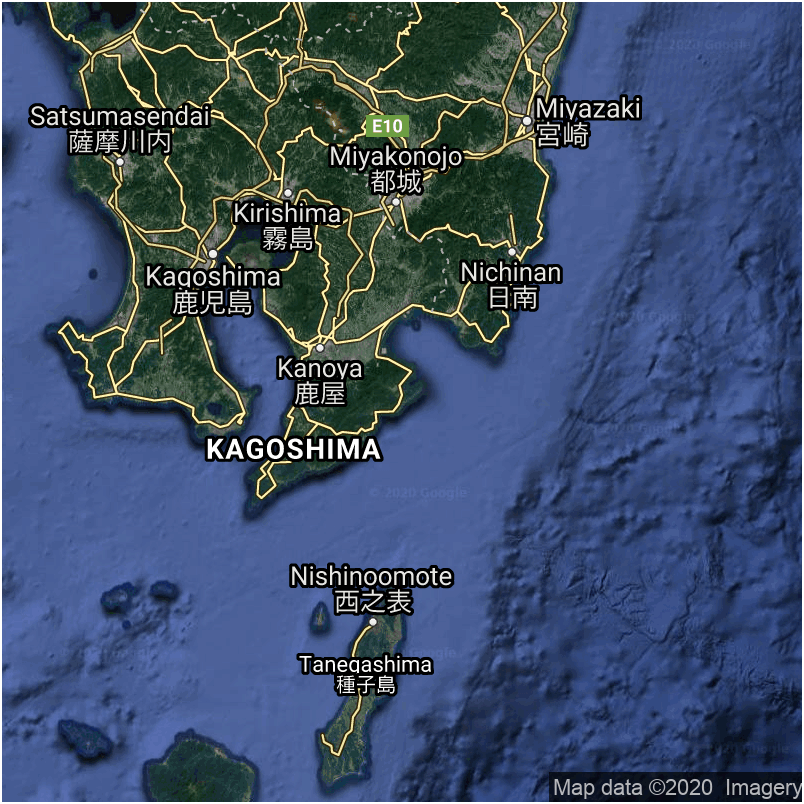 Satsumasendai
薩摩川内
Miyazaki
宮崎
E10
Miyakonojo
都城
Kirishima
霧島
Kagoshima
鹿児島
Nichinan
日南
Kanoya
鹿屋
KAGOSHIMA
© 2020 Google
Nishinoomote
西之表
Tanegashima
種子島
Map data ©2020 Imagery